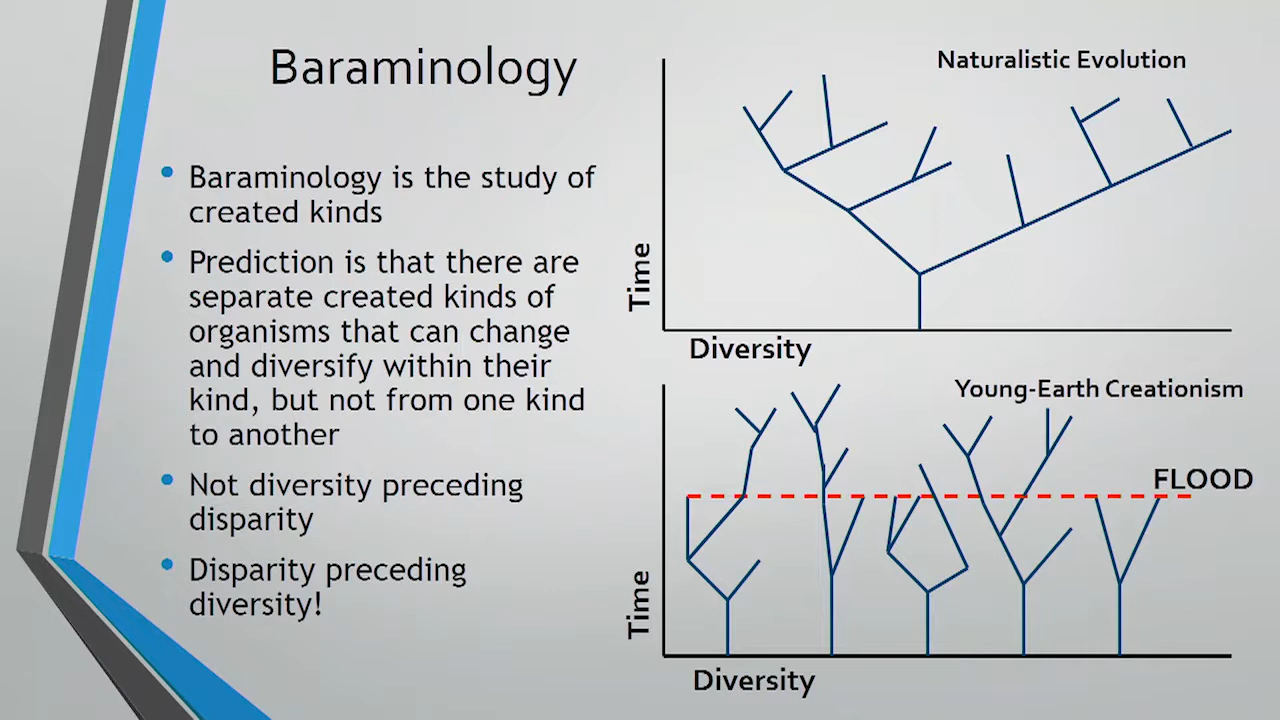 Baraminology
• Baraminology is the study of
created kinds
• Prediction is that there are
separate created kinds of
organisms that can change
and diversify within their
kind, but not from one kind
to another
• Not diversity preceding
disparity
• Disparity preceding
diversity!
Naturalistic Evolution
Time
Diversity
Young-Earth Creationism
FLOOD
Time
Diversity